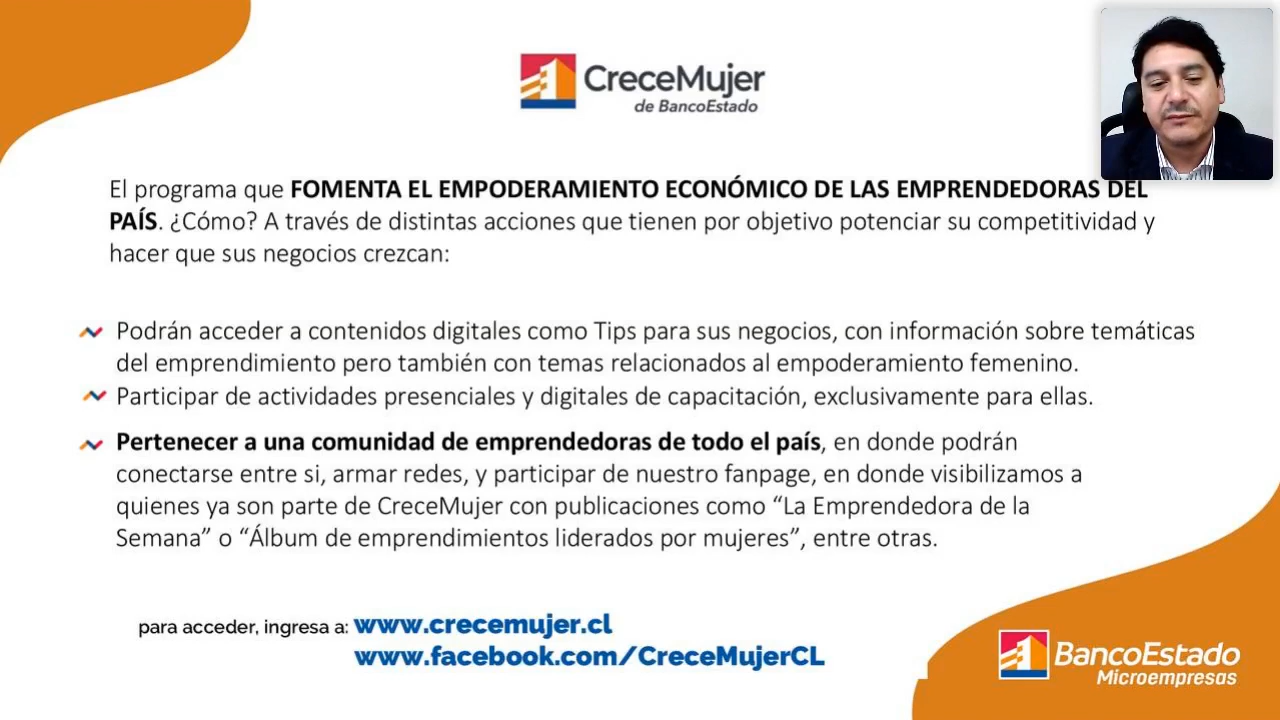 CreceMujer
de BancoEstado
El programa que FOMENTA EL EMPODERAMIENTO ECONÓMICO DE LAS EMPRENDEDORAS DEL
PAÍS. ¿Cómo? A través de distintas acciones que tienen por objetivo potenciar su competitividad y
hacer que sus negocios crezcan:
Podrán acceder a contenidos digitales como Tips para sus negocios, con información sobre temáticas
del emprendimiento pero también con temas relacionados al empoderamiento femenino.
Participar de actividades presenciales y digitales de capacitación, exclusivamente para ellas.
Pertenecer a una comunidad de emprendedoras de todo el país, en donde podrán
conectarse entre si, armar redes, y participar de nuestro fanpage, en donde visibilizamos a
quienes ya son parte de CreceMujer con publicaciones como “La Emprendedora de la
Semana” o “Álbum de emprendimientos liderados por mujeres”, entre otras.
para acceder, ingresa a: www.crecemujer.cl
www.facebook.com/CreceMujerCL
BancoEstado
Microempresas